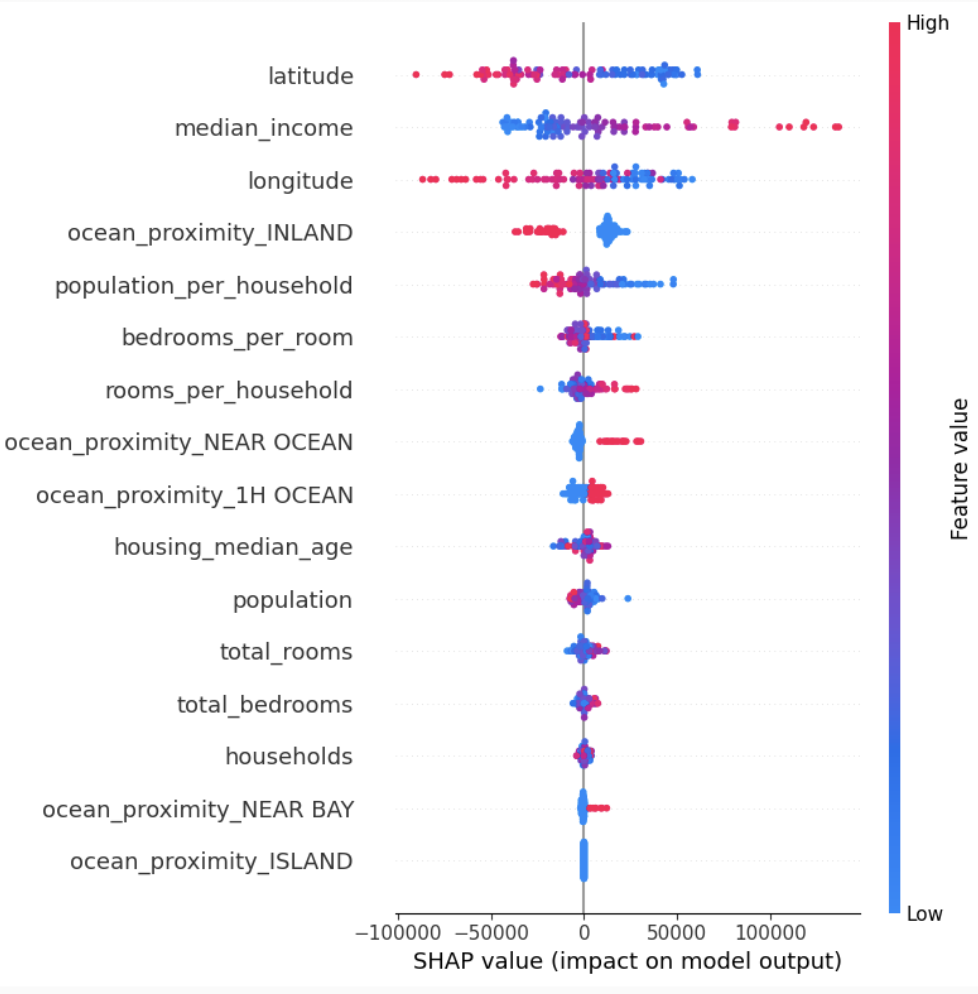 High
latitude
median_income
longitude
ocean_proximity_INLAND
population_per_household
bedrooms_per_room
rooms_per_household
ocean_proximity_NEAR OCEAN
ocean_proximity_1H OCEAN
housing_median_age
population
total_rooms
total_bedrooms
households
ocean_proximity_NEAR BAY
ocean_proximity_ISLAND
Feature value
Low
−100000 −50000 0 50000 100000
SHAP value (impact on model output)